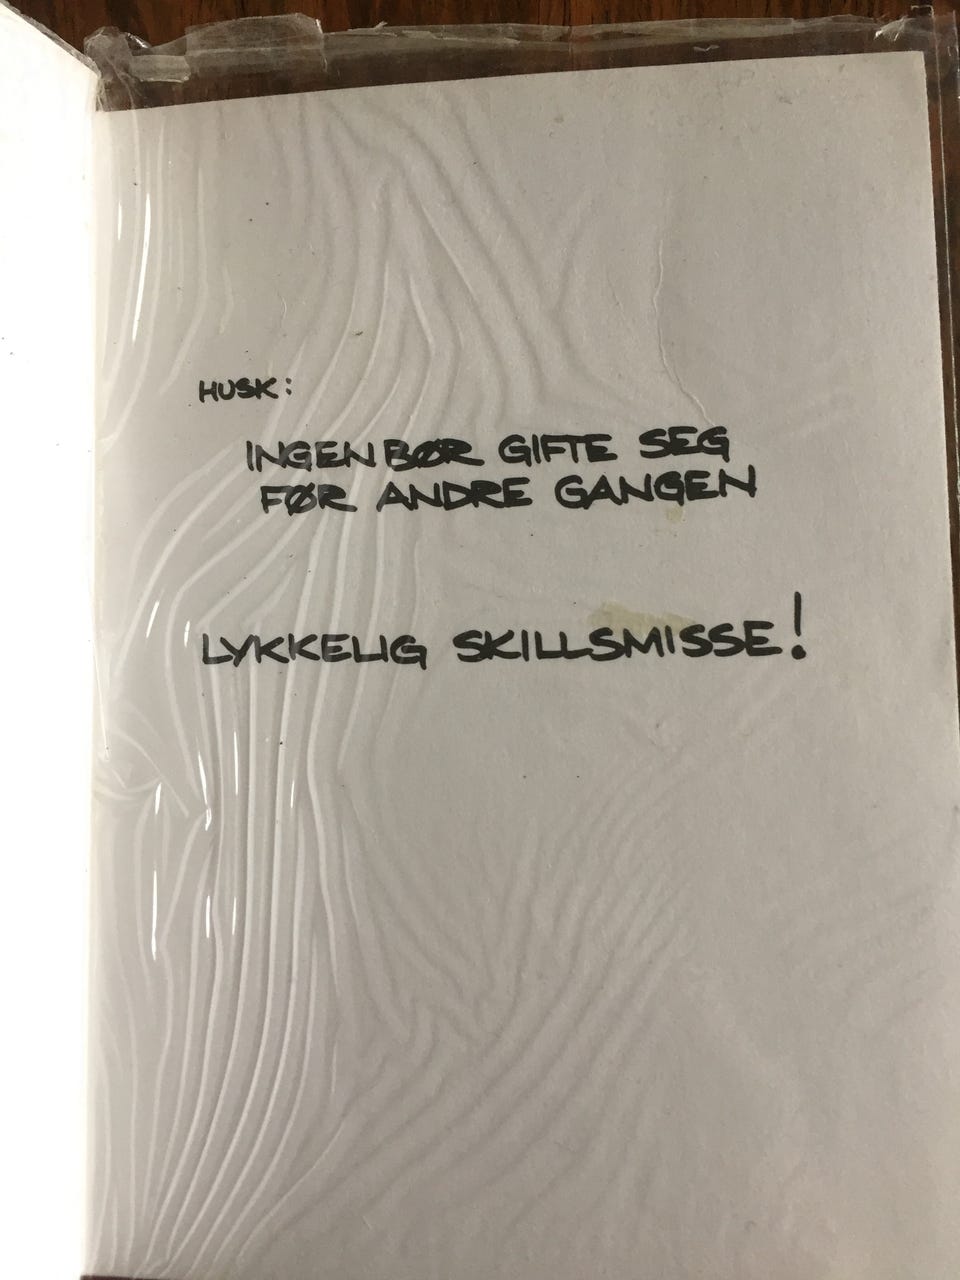 HUSK:
INGEN BØR GIFTE SEG
FØR ANDRE GANGEN
LYKKELIG SKILLSMISSE!